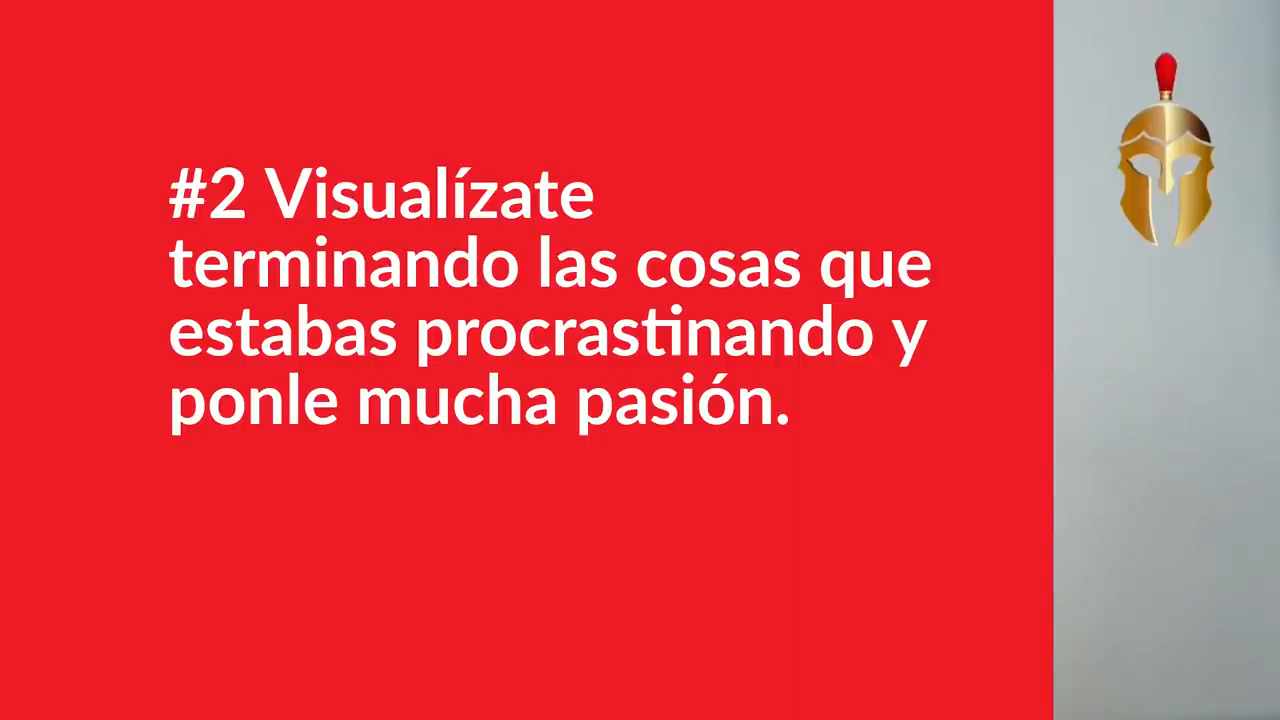 #2 Visualízate
terminando las cosas que
estabas procrastinando y
ponle mucha pasión.